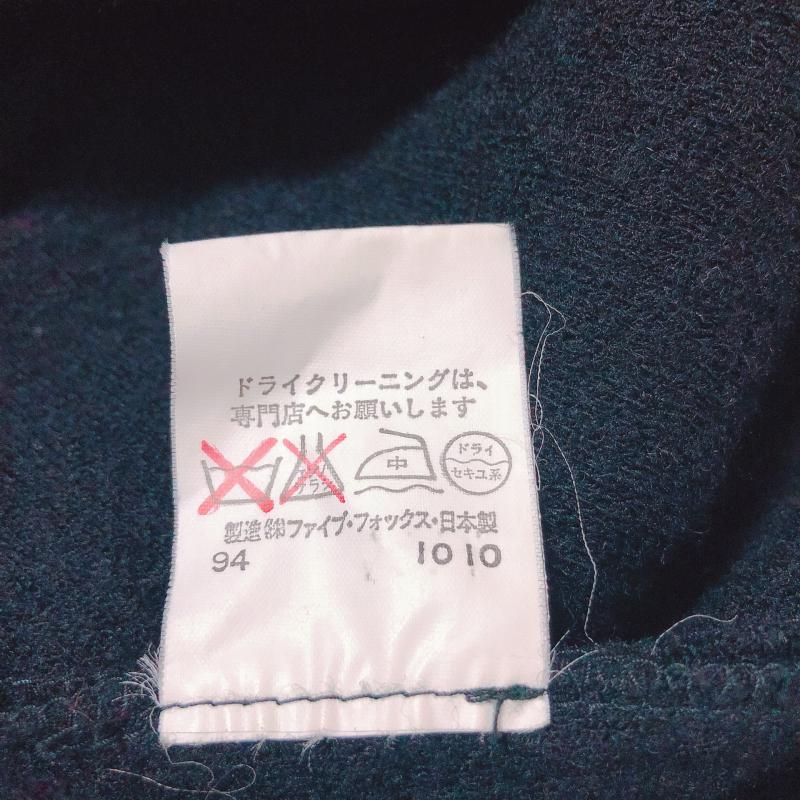 ドライクリーニングは、
専門店へお願いします
中 ドライ
セキユ系
製造㈱ファイブ・フォックス・日本製
94 1010